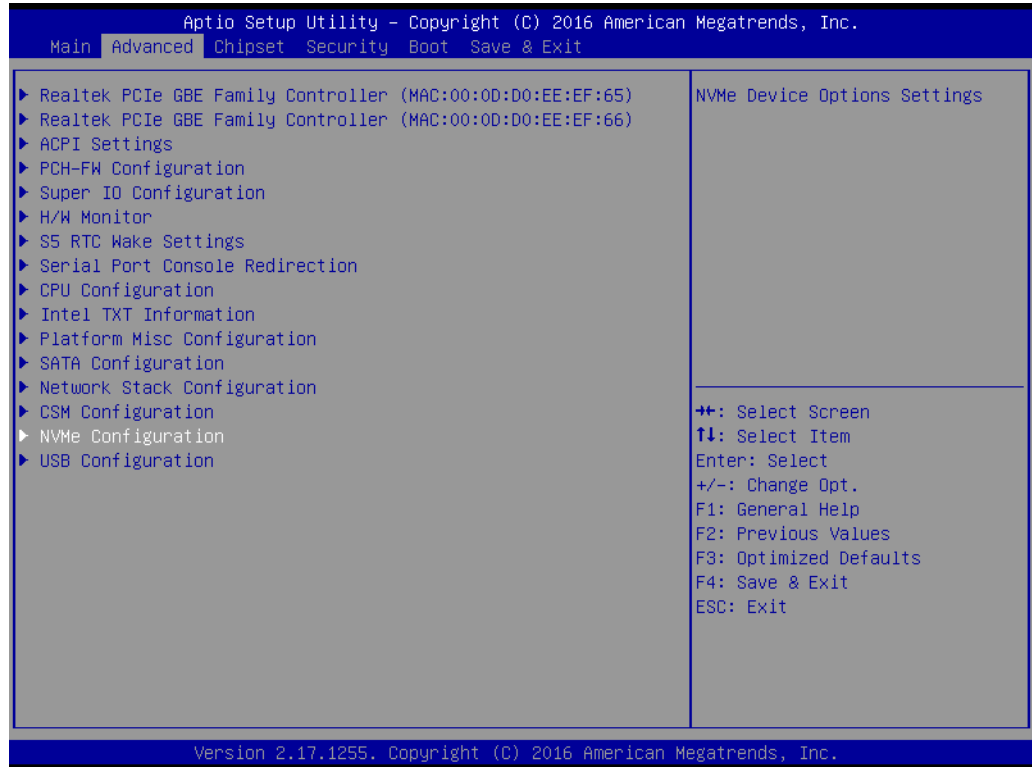 Aptio Setup Utility – Copyright (C) 2016 American Megatrends, Inc.
Main Advanced Chipset Security Boot Save & Exit
▶ Realtek PCIe GBE Family Controller (MAC:00:0D:D0:EE:EF:65)
▶ Realtek PCIe GBE Family Controller (MAC:00:0D:D0:EE:EF:66)
▶ ACPI Settings
▶ PCH-FW Configuration
▶ Super IO Configuration
▶ H/W Monitor
▶ S5 RTC Wake Settings
▶ Serial Port Console Redirection
▶ CPU Configuration
▶ Intel TXT Information
▶ Platform Misc Configuration
▶ SATA Configuration
▶ Network Stack Configuration
▶ CSM Configuration
▶ NVMe Configuration
▶ USB Configuration
NVMe Device Options Settings
→←: Select Screen
↑↓: Select Item
Enter: Select
+/-: Change Opt.
F1: General Help
F2: Previous Values
F3: Optimized Defaults
F4: Save & Exit
ESC: Exit
Version 2.17.1255. Copyright (C) 2016 American Megatrends, Inc.